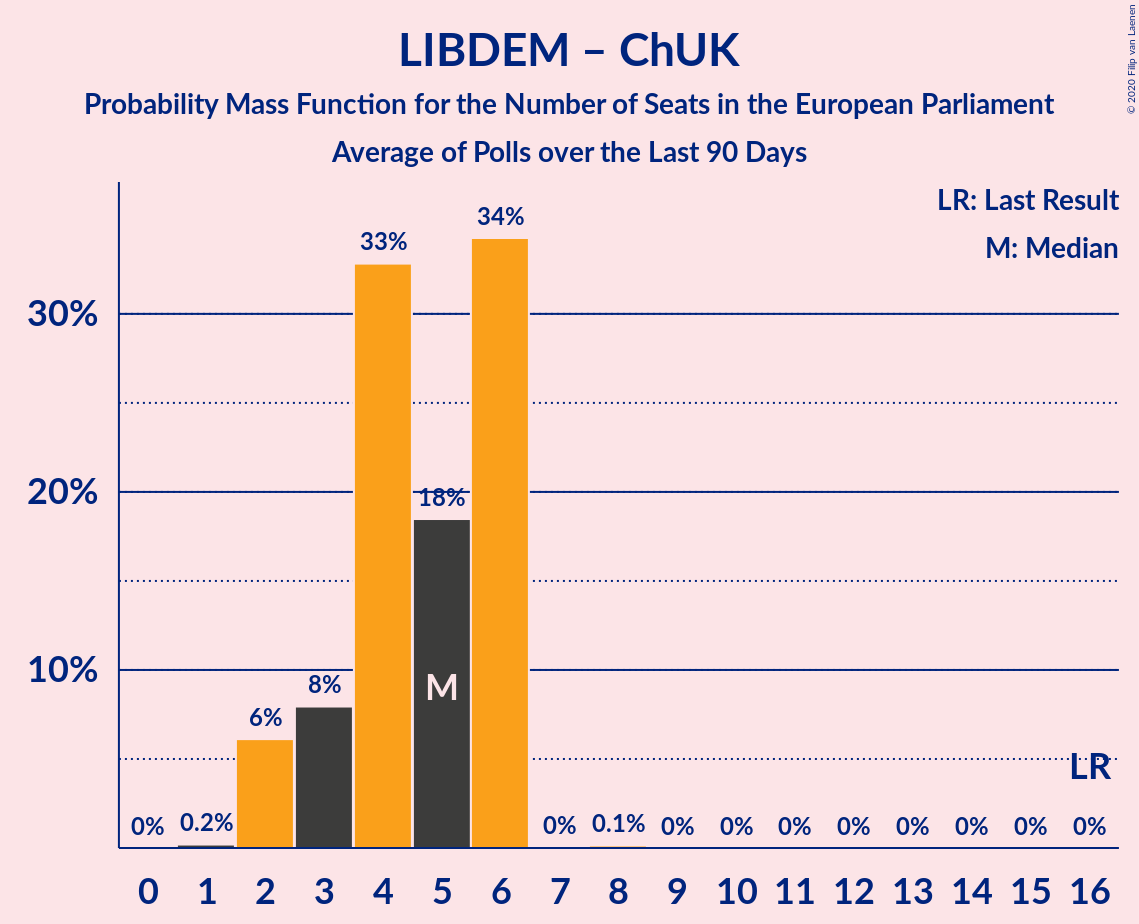 LIBDEM – ChUK
Probability Mass Function for the Number of Seats in the European Parliament
Average of Polls over the Last 90 Days
© 2020 Filip van Laenen
LR: Last Result
M: Median
34%
33%
30%
20%
18%
10%
8%
M
6%
LR
0% 0.2% 0% 0.1% 0% 0% 0% 0% 0% 0% 0% 0%
0 1 2 3 4 5 6 7 8 9 10 11 12 13 14 15 16